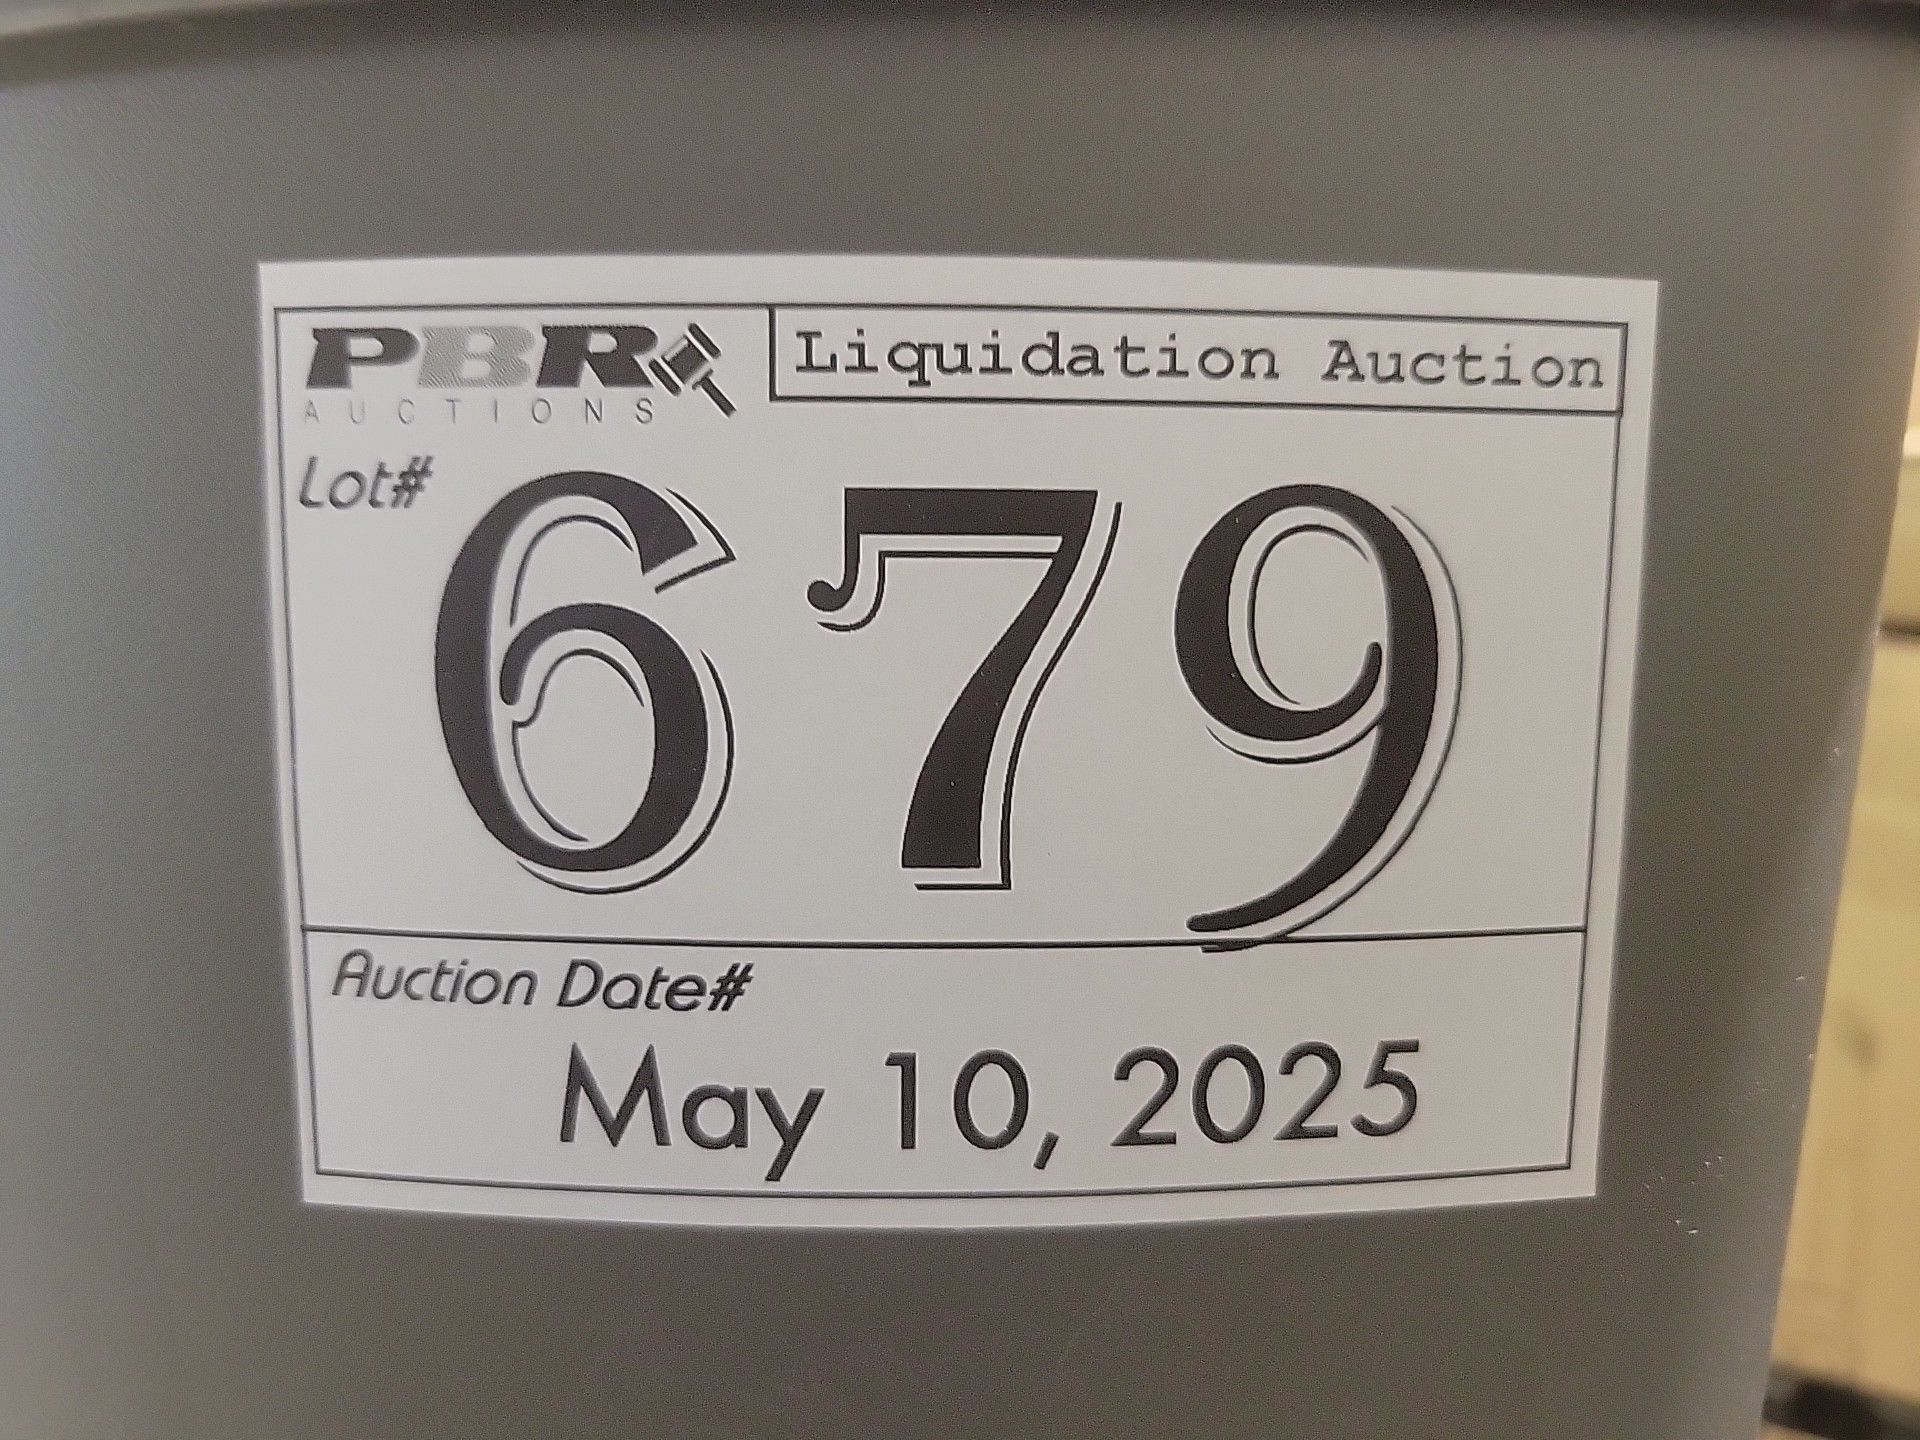 PBR
AUCTIONS
Liquidation Auction
Lot#
679
Auction Date#
May 10, 2025